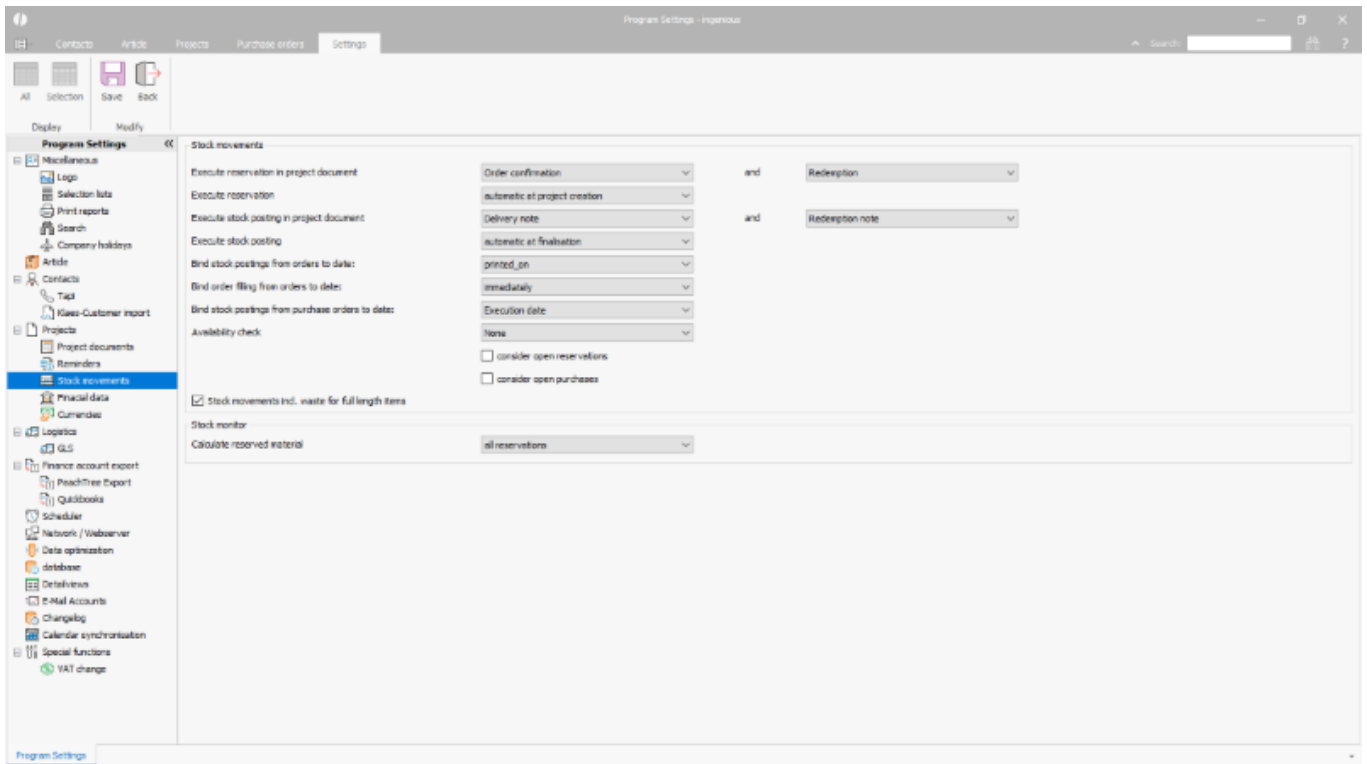 Program Settings - ingenious
Contacts Article Projects Purchase orders Settings
Search:
All Selection Save Back
Display Modify
Program Settings
Miscellaneous
Logo
Selection lists
Print reports
Search
Company holidays
Article
Contacts
Tapi
Klaes-Customer import
Projects
Project documents
Reminders
Stock movements
Finacial data
Currencies
Logistics
GLS
Finance account export
PeachTree Export
Quickbooks
Scheduler
Network / Webserver
Data optimization
database
Detailviews
E-Mail Accounts
Changelog
Calendar synchronisation
Special functions
VAT change
Stock movements
Execute reservation in project document Order confirmation and Redemption
Execute reservation automatic at project creation
Execute stock posting in project document Delivery note and Redemption note
Execute stock posting automatic at finalisation
Bind stock postings from orders to date: printed_on
Bind order filling from orders to date: immediately
Bind stock postings from purchase orders to date: Execution date
Availability check None
consider open reservations
consider open purchases
Stock movements incl. waste for full length items
Stock monitor
Calculate reserved material all reservations
Program Settings